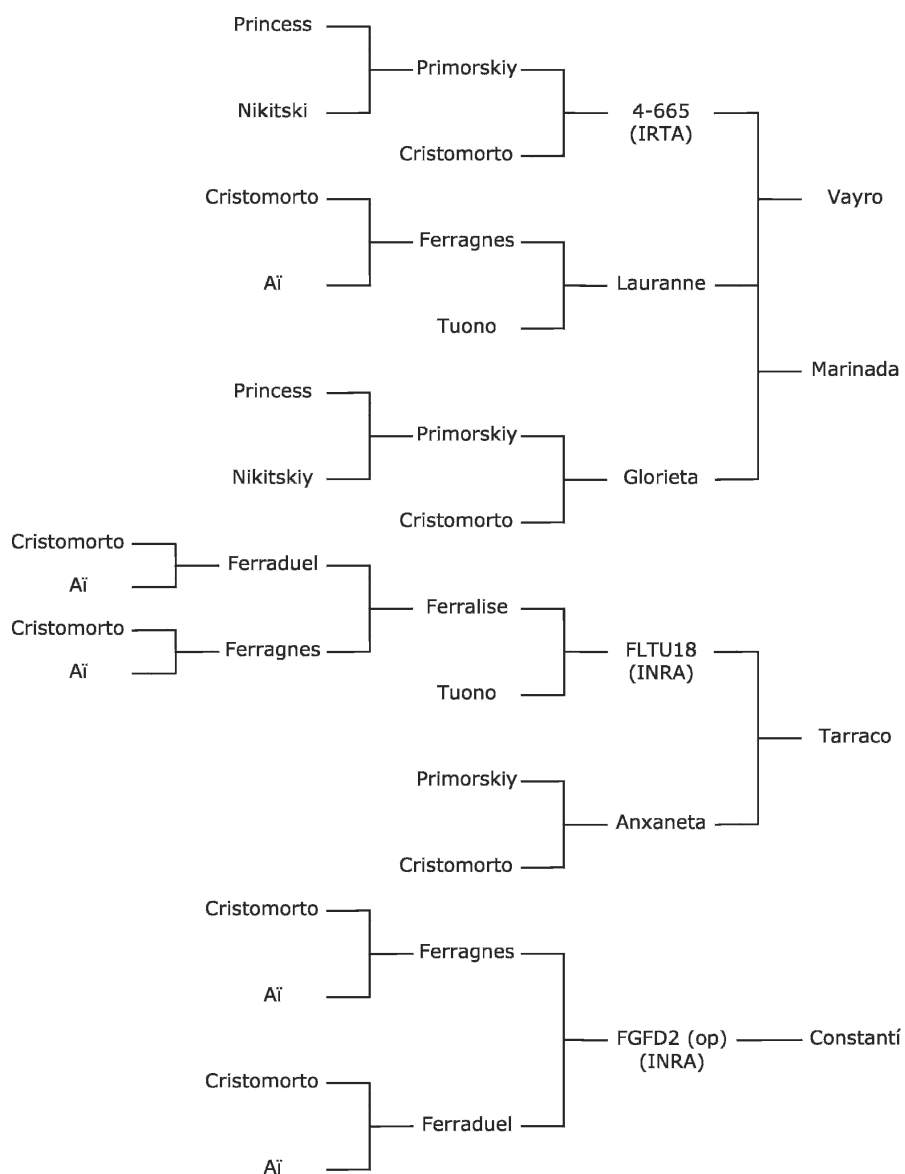 Princess
Primorskiy
Nikitski
4-665
(IRTA)
Cristomorto
Cristomorto
Vayro
Ferragnes
Aï
Lauranne
Tuono
Marinada
Princess
Primorskiy
Nikitskiy
Glorieta
Cristomorto
Cristomorto
Ferraduel
Aï
Ferralise
Cristomorto
Ferragnes
Aï
FLTU18
(INRA)
Tuono
Tarraco
Primorskiy
Anxaneta
Cristomorto
Cristomorto
Ferragnes
Aï
FGFD2 (op)
(INRA)
Constantí
Cristomorto
Ferraduel
Aï